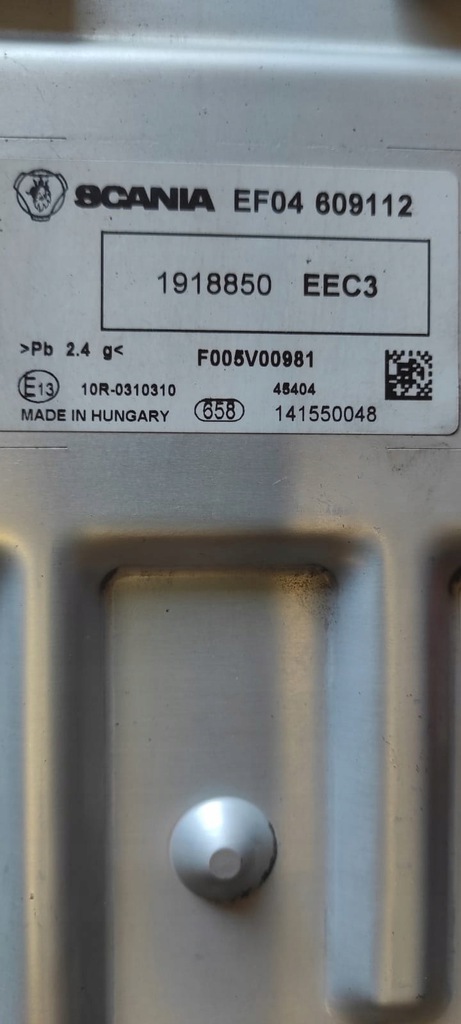 SCANIA EF04 609112
1918850 EEC3
>Pb 2.4 g< F005V00981
E13 10R-0310310 45404
MADE IN HUNGARY 658 141550048